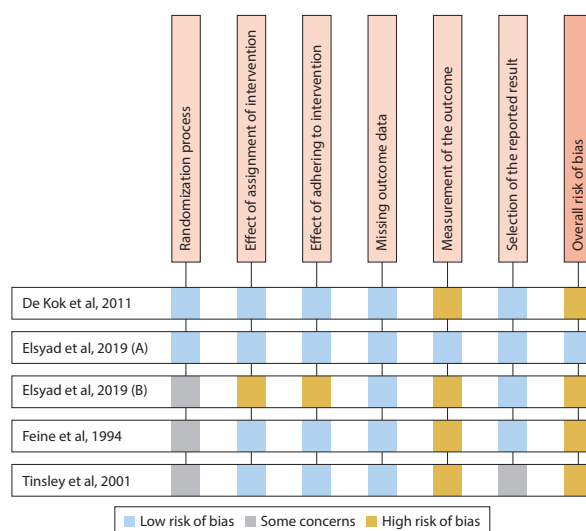 Randomization process
Effect of assignment of intervention
Effect of adhering to intervention
Missing outcome data
Measurement of the outcome
Selection of the reported result
Overall risk of bias
De Kok et al, 2011
Elsyad et al, 2019 (A)
Elsyad et al, 2019 (B)
Feine et al, 1994
Tinsley et al, 2001
Low risk of bias Some concerns High risk of bias